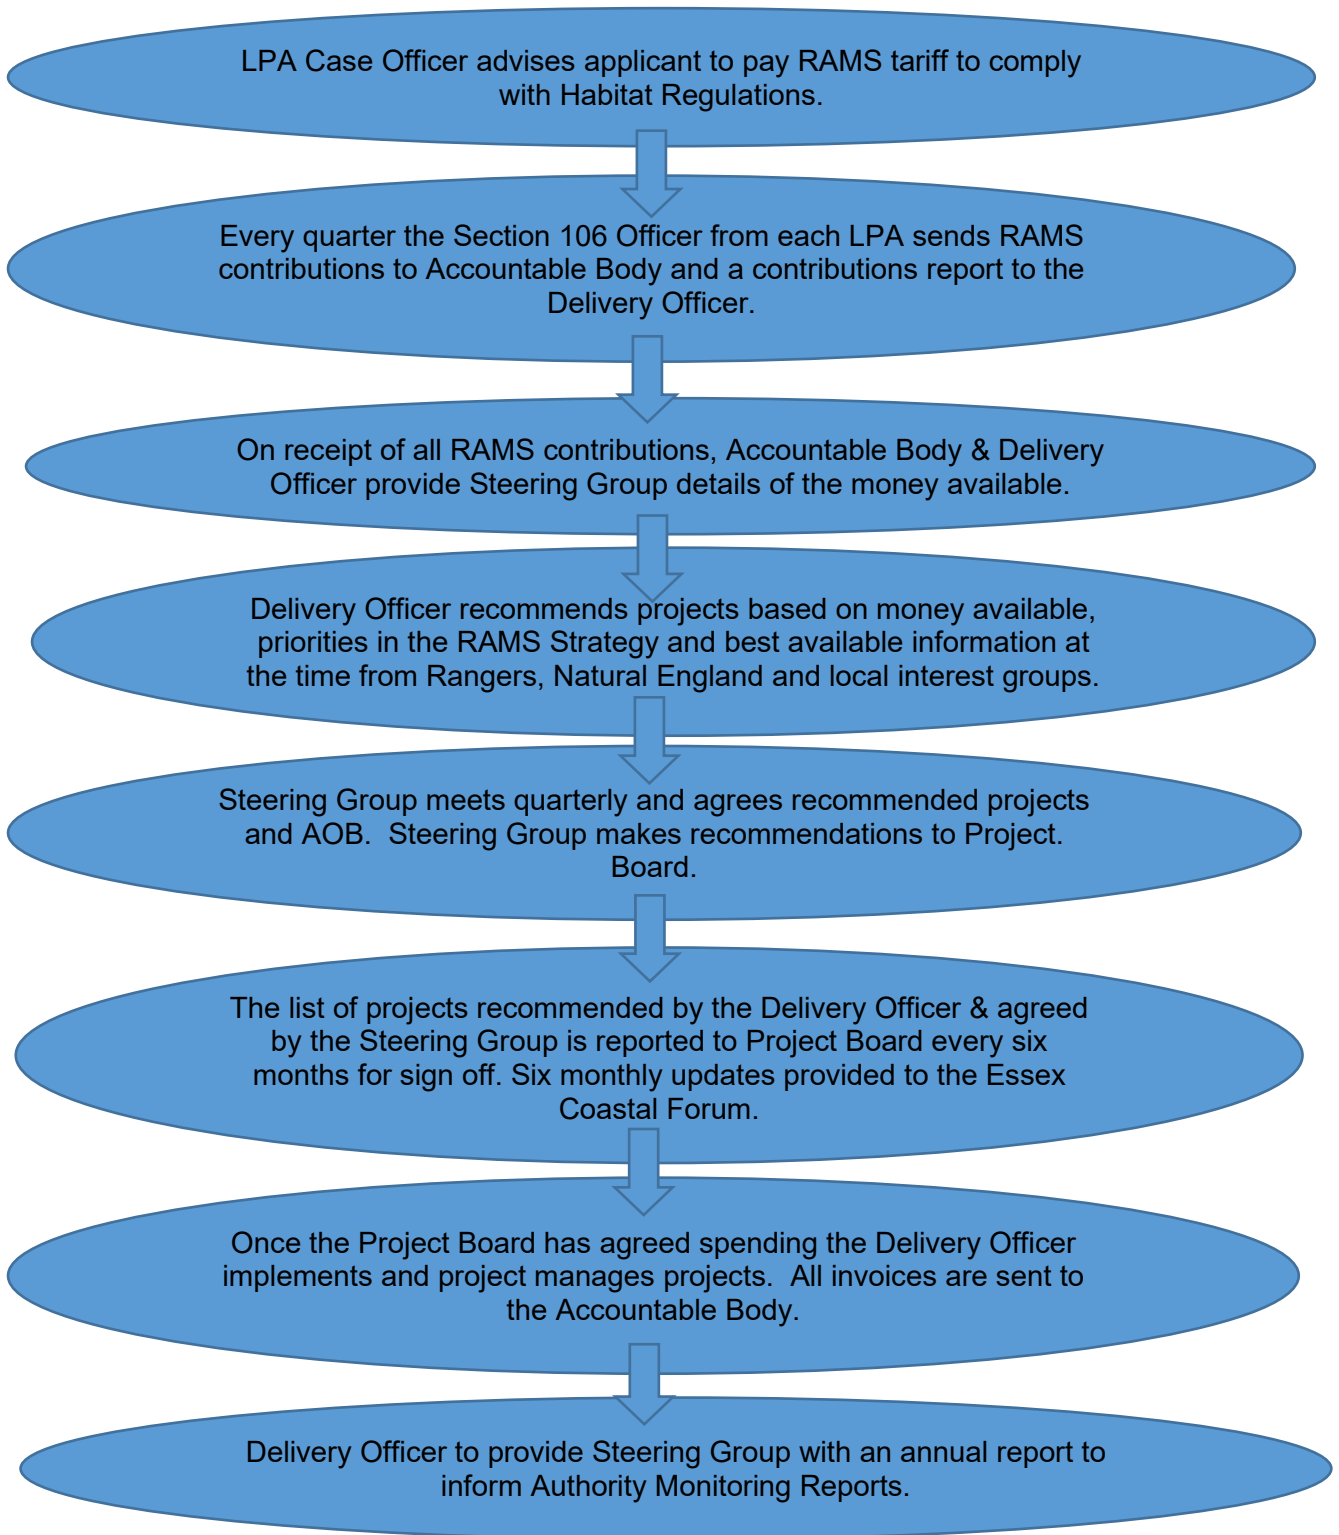 LPA Case Officer advises applicant to pay RAMS tariff to comply
with Habitat Regulations.
Every quarter the Section 106 Officer from each LPA sends RAMS
contributions to Accountable Body and a contributions report to the
Delivery Officer.
On receipt of all RAMS contributions, Accountable Body & Delivery
Officer provide Steering Group details of the money available.
Delivery Officer recommends projects based on money available,
priorities in the RAMS Strategy and best available information at
the time from Rangers, Natural England and local interest groups.
Steering Group meets quarterly and agrees recommended projects
and AOB.  Steering Group makes recommendations to Project.
Board.
The list of projects recommended by the Delivery Officer & agreed
by the Steering Group is reported to Project Board every six
months for sign off. Six monthly updates provided to the Essex
Coastal Forum.
Once the Project Board has agreed spending the Delivery Officer
implements and project manages projects.  All invoices are sent to
the Accountable Body.
Delivery Officer to provide Steering Group with an annual report to
inform Authority Monitoring Reports.